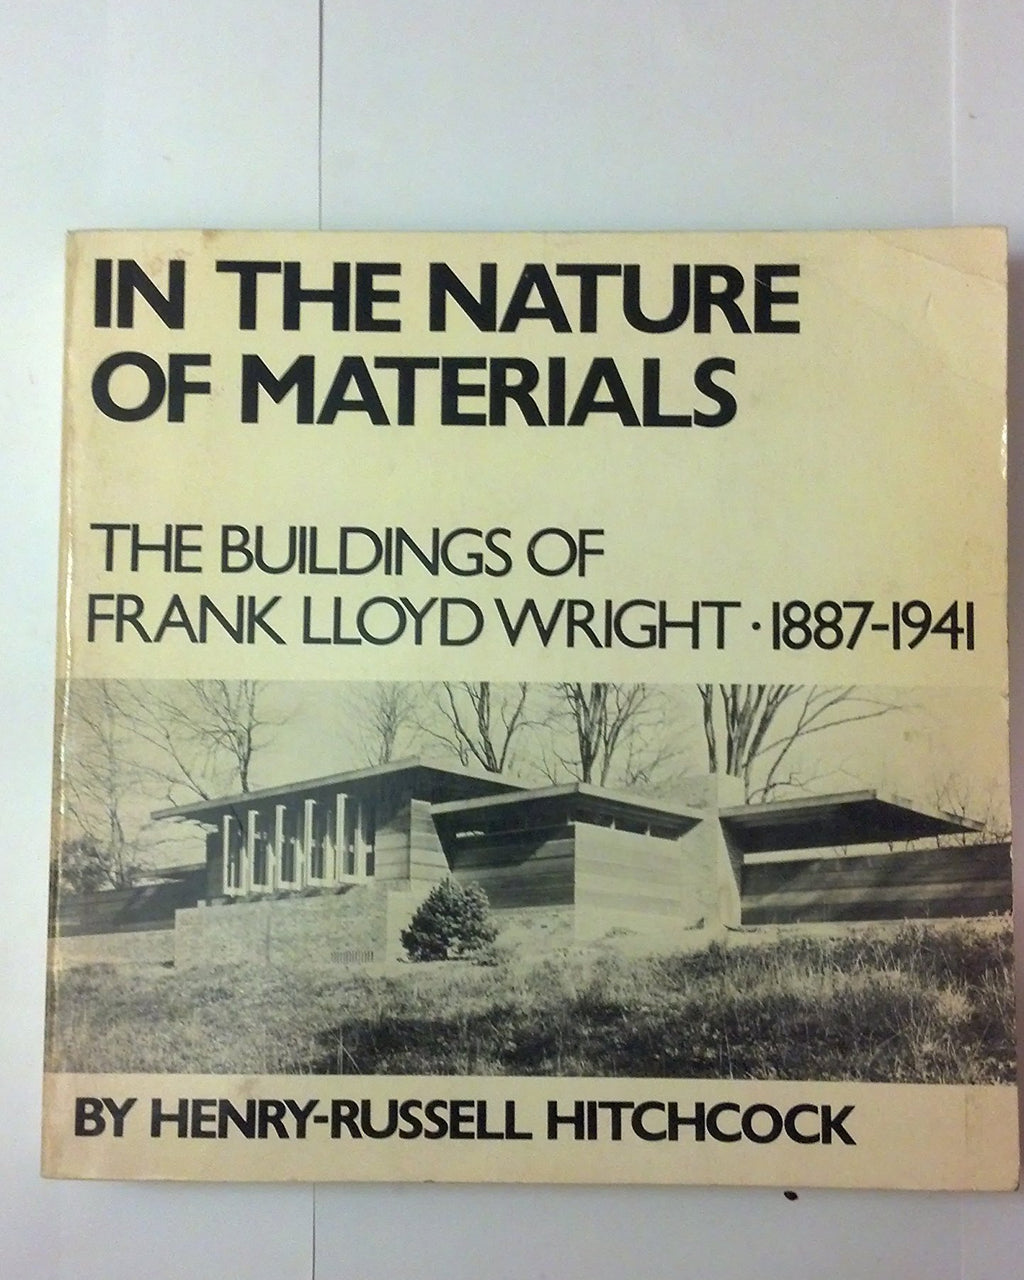 IN THE NATURE
OF MATERIALS
THE BUILDINGS OF
FRANK LLOYD WRIGHT · 1887-1941
BY HENRY-RUSSELL HITCHCOCK